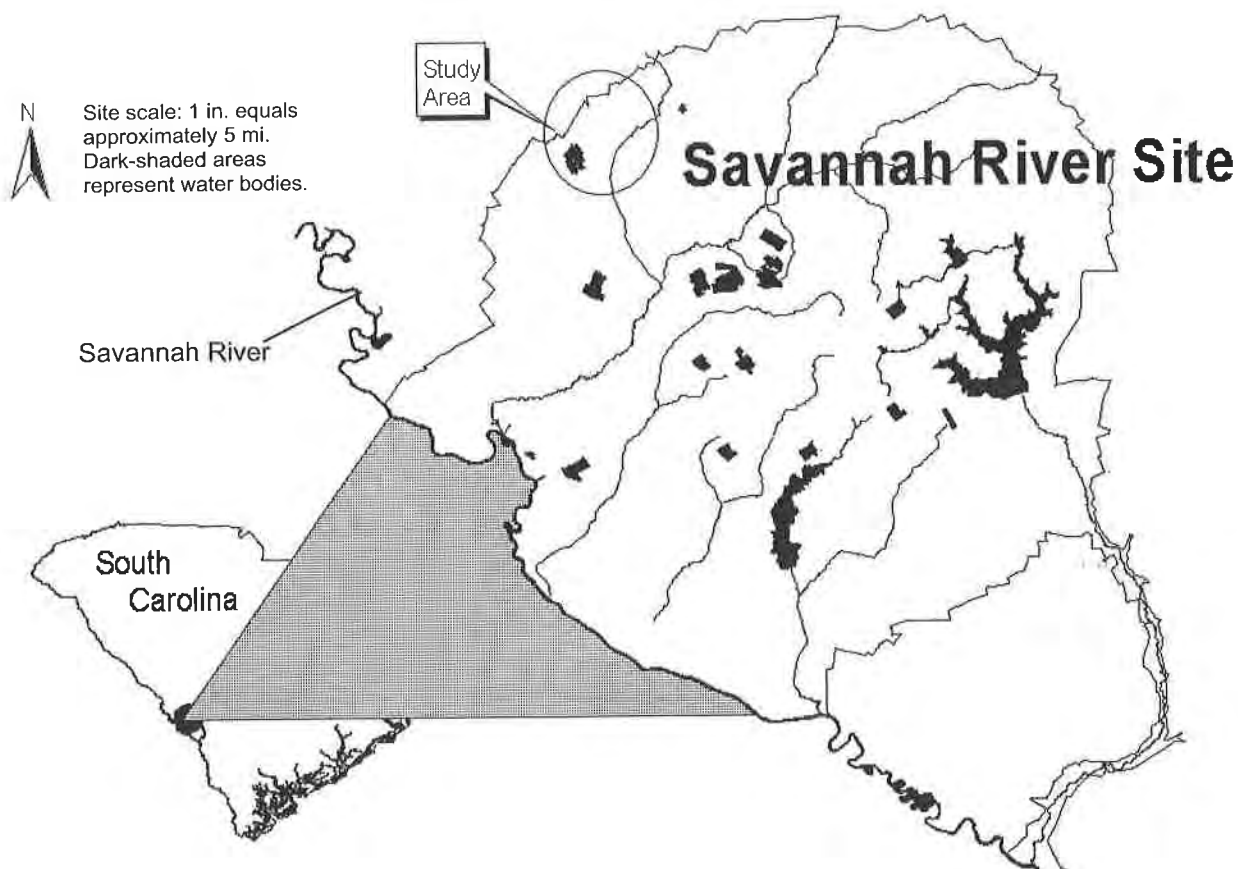 Study
Area
N
Site scale: 1 in. equals
approximately 5 mi.
Dark-shaded areas
represent water bodies.
Savannah River Site
Savannah River
South
Carolina